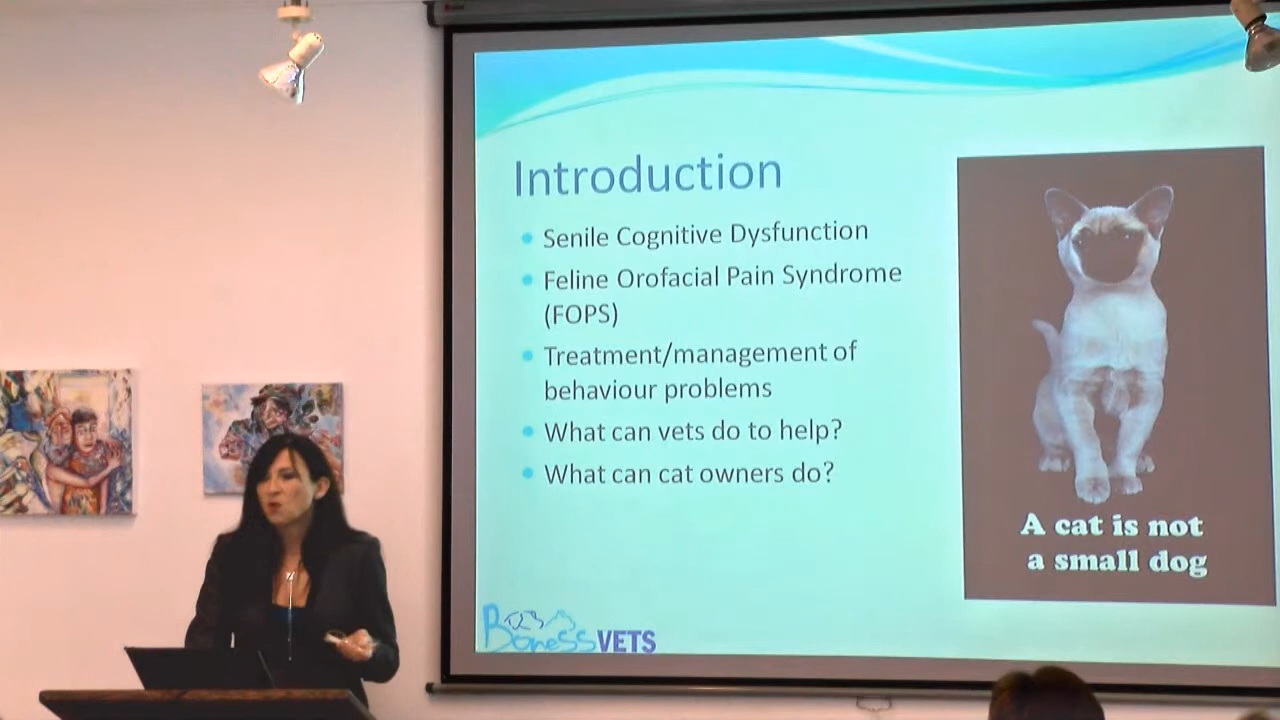 Introduction
Senile Cognitive Dysfunction
Feline Orofacial Pain Syndrome
(FOPS)
Treatment/management of
behaviour problems
What can vets do to help?
What can cat owners do?
A cat is not
a small dog
Boness VETS